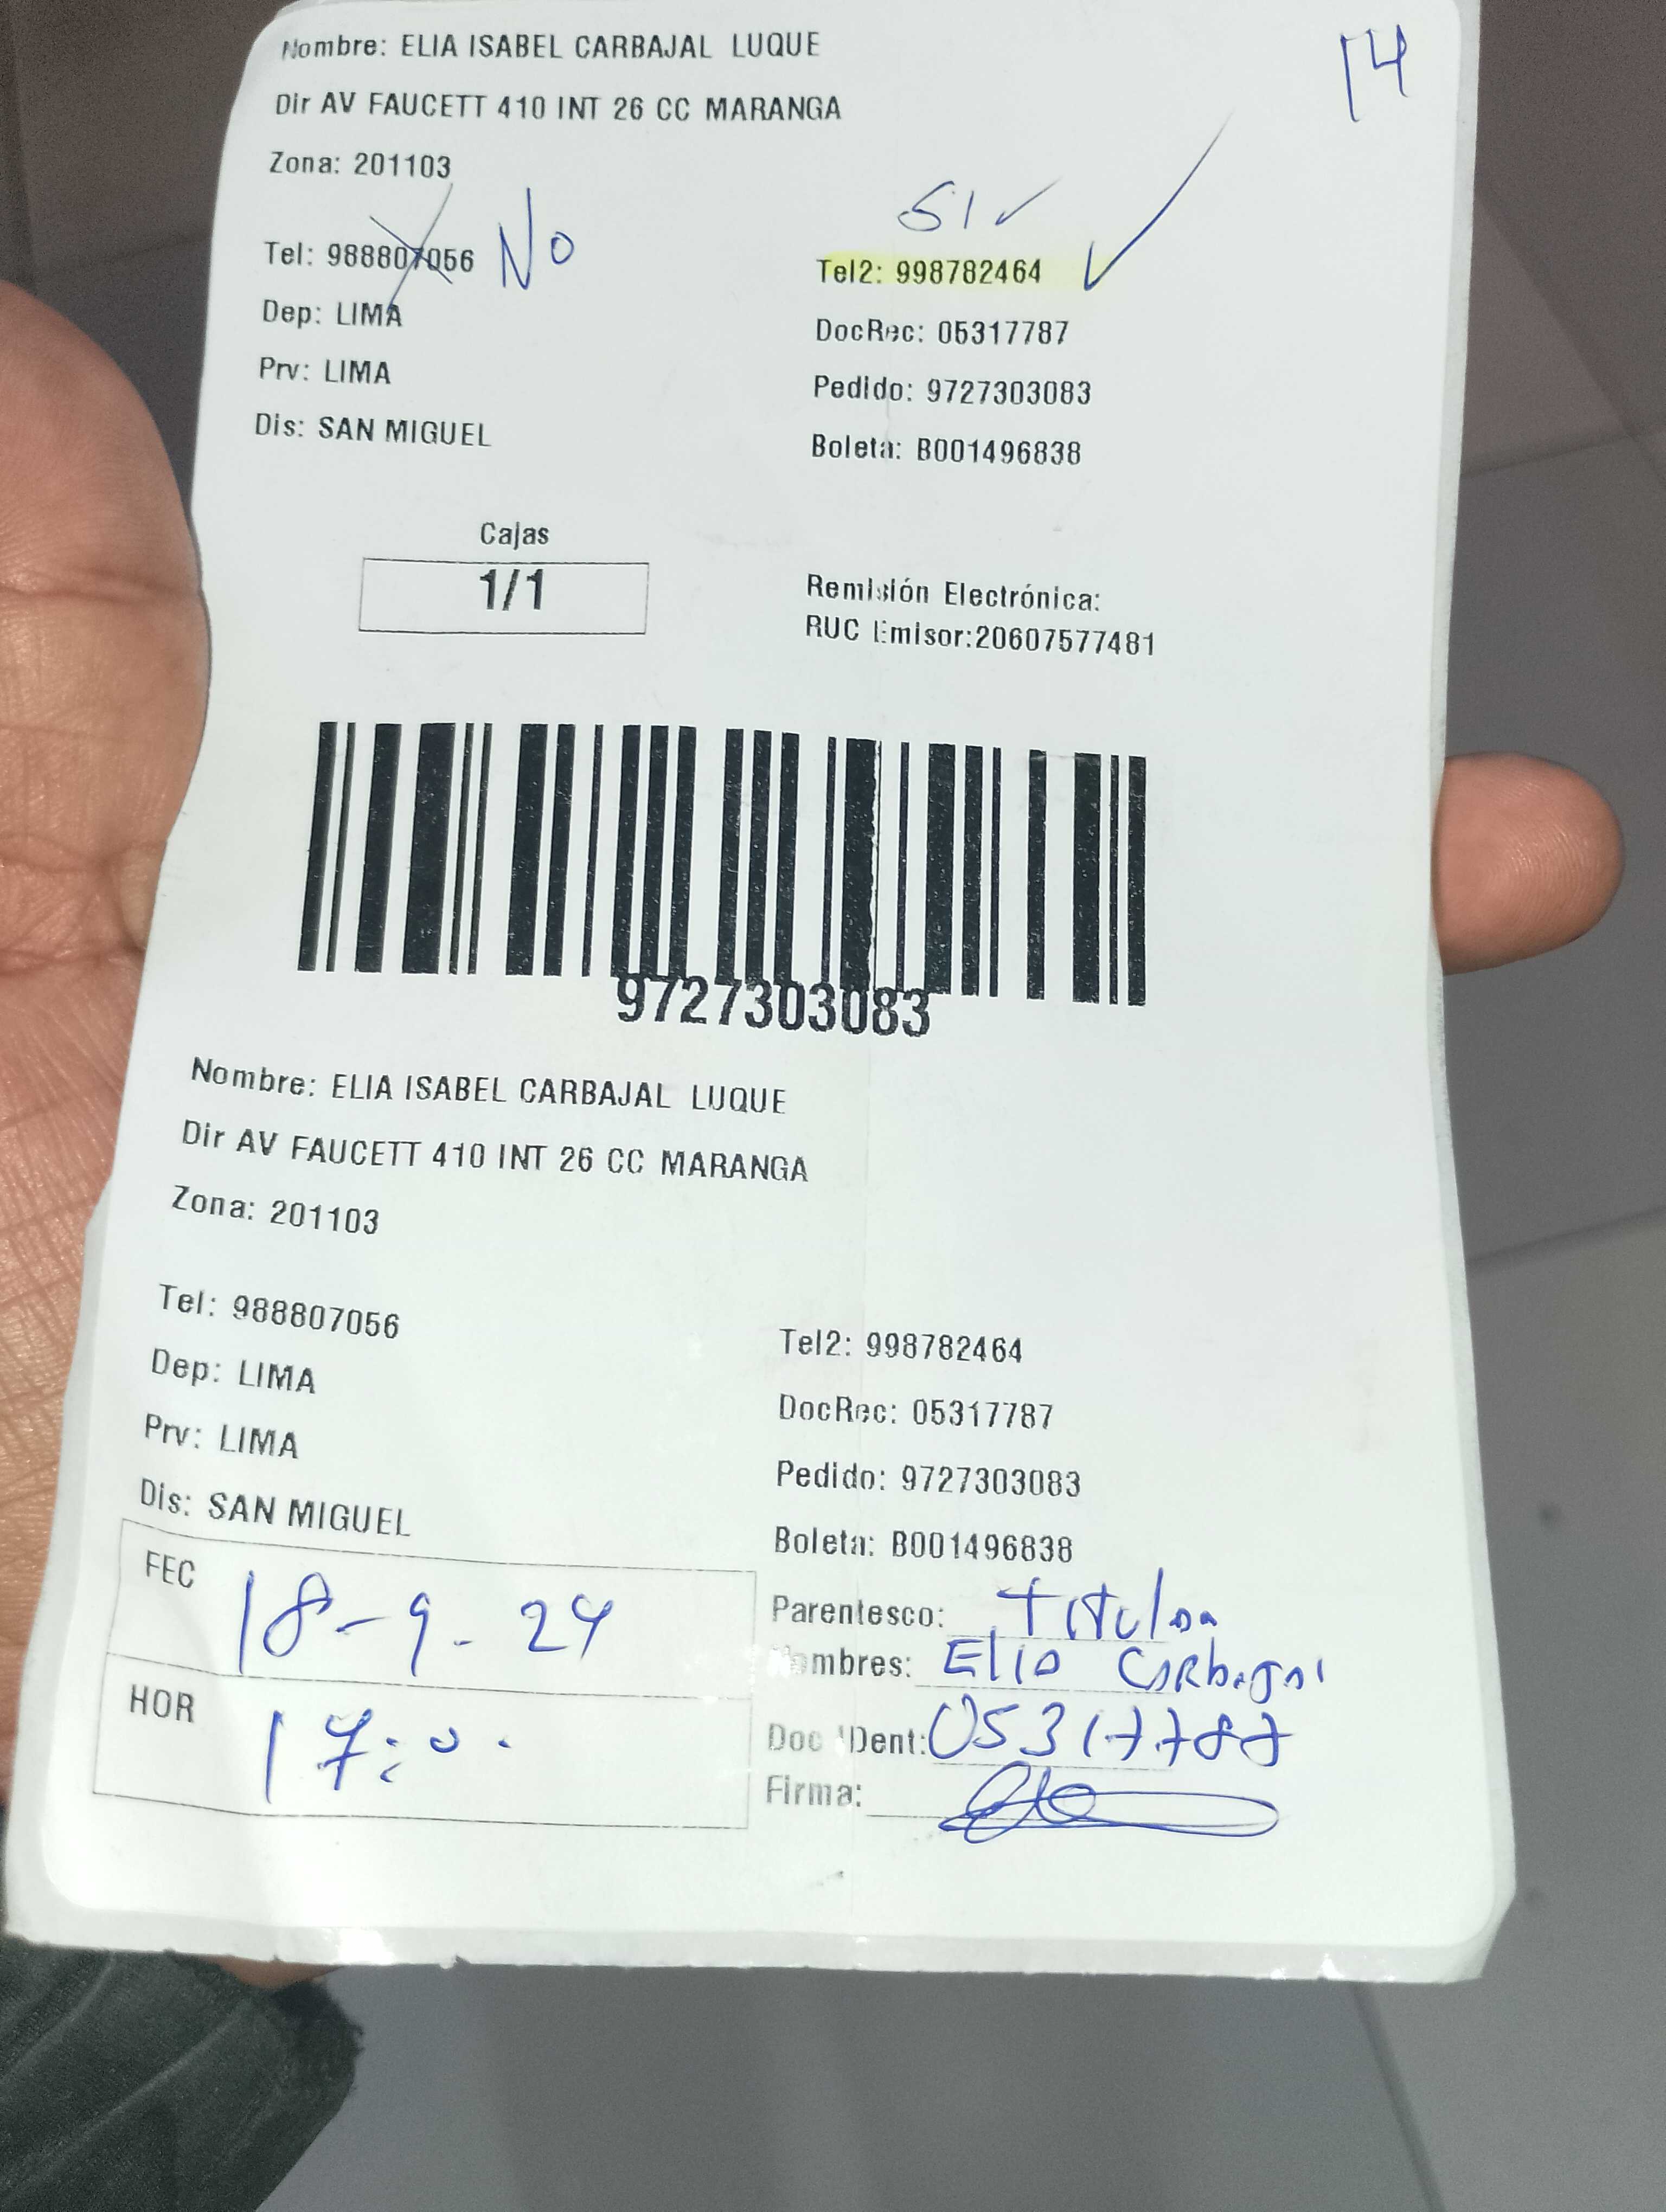 14
Nombre: ELIA ISABEL CARBAJAL LUQUE
Dir AV FAUCETT 410 INT 26 CC MARANGA
Zona: 201103
SI
Tel: 988807056 No
Tel2: 998782464
Dep: LIMA
DocRec: 05317787
Prv: LIMA
Pedido: 9727303083
Dis: SAN MIGUEL
Boleta: B001496838
Cajas
1/1
Remisión Electrónica:
RUC Emisor:20607577481
9727303083
Nombre: ELIA ISABEL CARBAJAL LUQUE
Dir AV FAUCETT 410 INT 26 CC MARANGA
Zona: 201103
Tel: 988807056
Tel2: 998782464
Dep: LIMA
DocRec: 05317787
Prv: LIMA
Pedido: 9727303083
Dis: SAN MIGUEL
Boleta: B001496838
FEC 18-9-24
Parentesco: Titular
Nombres: Elia Carbajal
HOR 17:00
Doc Ident: 05317787
Firma: